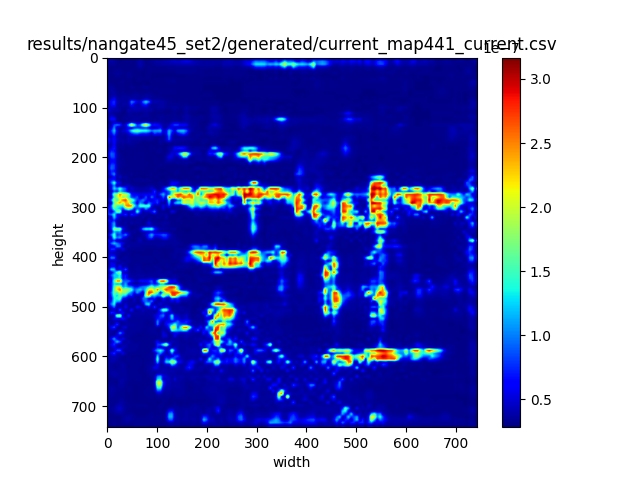 results/nangate45_set2/generated/current_map441_current.csv
1e−7
0
100
200
300
400
500
600
700
height
0 100 200 300 400 500 600 700
width
3.0
2.5
2.0
1.5
1.0
0.5